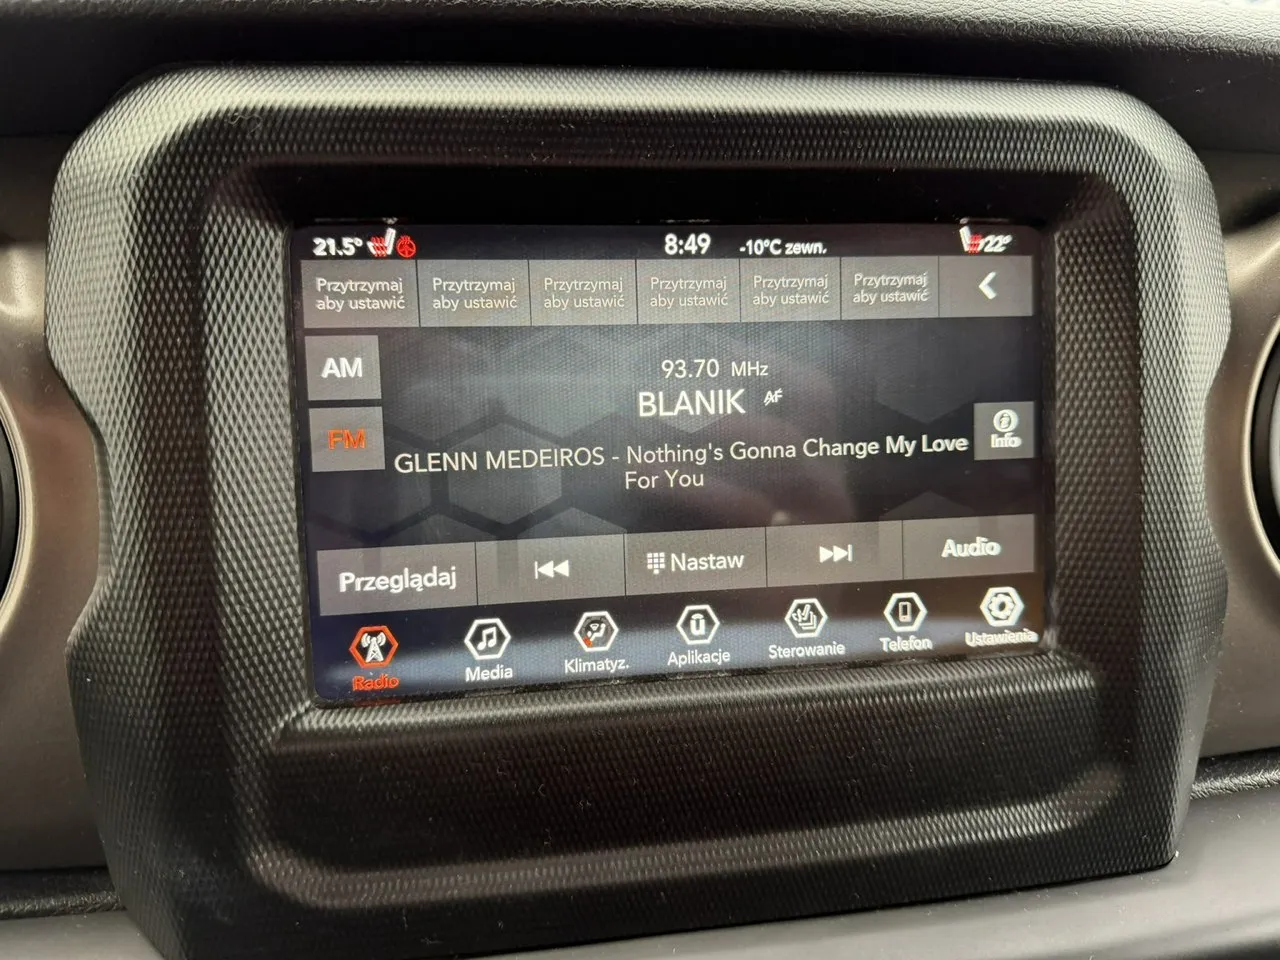 21.5° 8:49 -10°C zewn. 22°
Przytrzymaj aby ustawić
Przytrzymaj aby ustawić
Przytrzymaj aby ustawić
Przytrzymaj aby ustawić
Przytrzymaj aby ustawić
Przytrzymaj aby ustawić
AM
93.70 MHz
BLANIK AF
FM
Info
GLENN MEDEIROS - Nothing's Gonna Change My Love
For You
Przeglądaj Nastaw Audio
Radio Media Klimatyz. Aplikacje Sterowanie Telefon Ustawienia